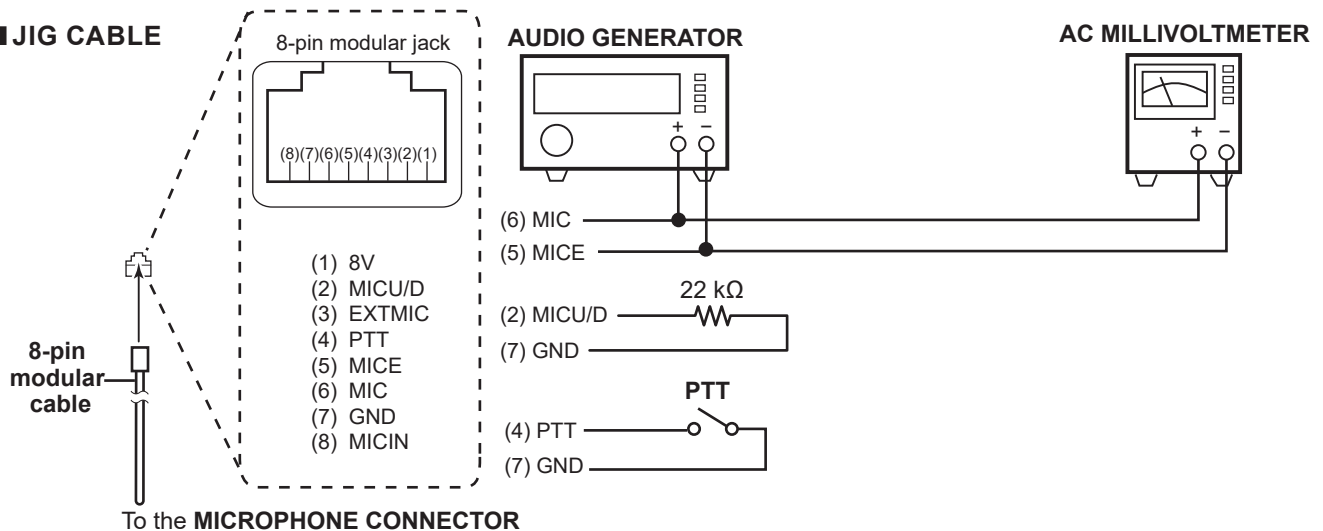 JIG CABLE
8-pin modular jack
(8)(7)(6)(5)(4)(3)(2)(1)
(1) 8V
(2) MICU/D
(3) EXTMIC
(4) PTT
(5) MICE
(6) MIC
(7) GND
(8) MICIN
8-pin
modular
cable
To the MICROPHONE CONNECTOR
AUDIO GENERATOR
+ −
AC MILLIVOLTMETER
+ −
(6) MIC
(5) MICE
22 kΩ
(2) MICU/D
(7) GND
PTT
(4) PTT
(7) GND